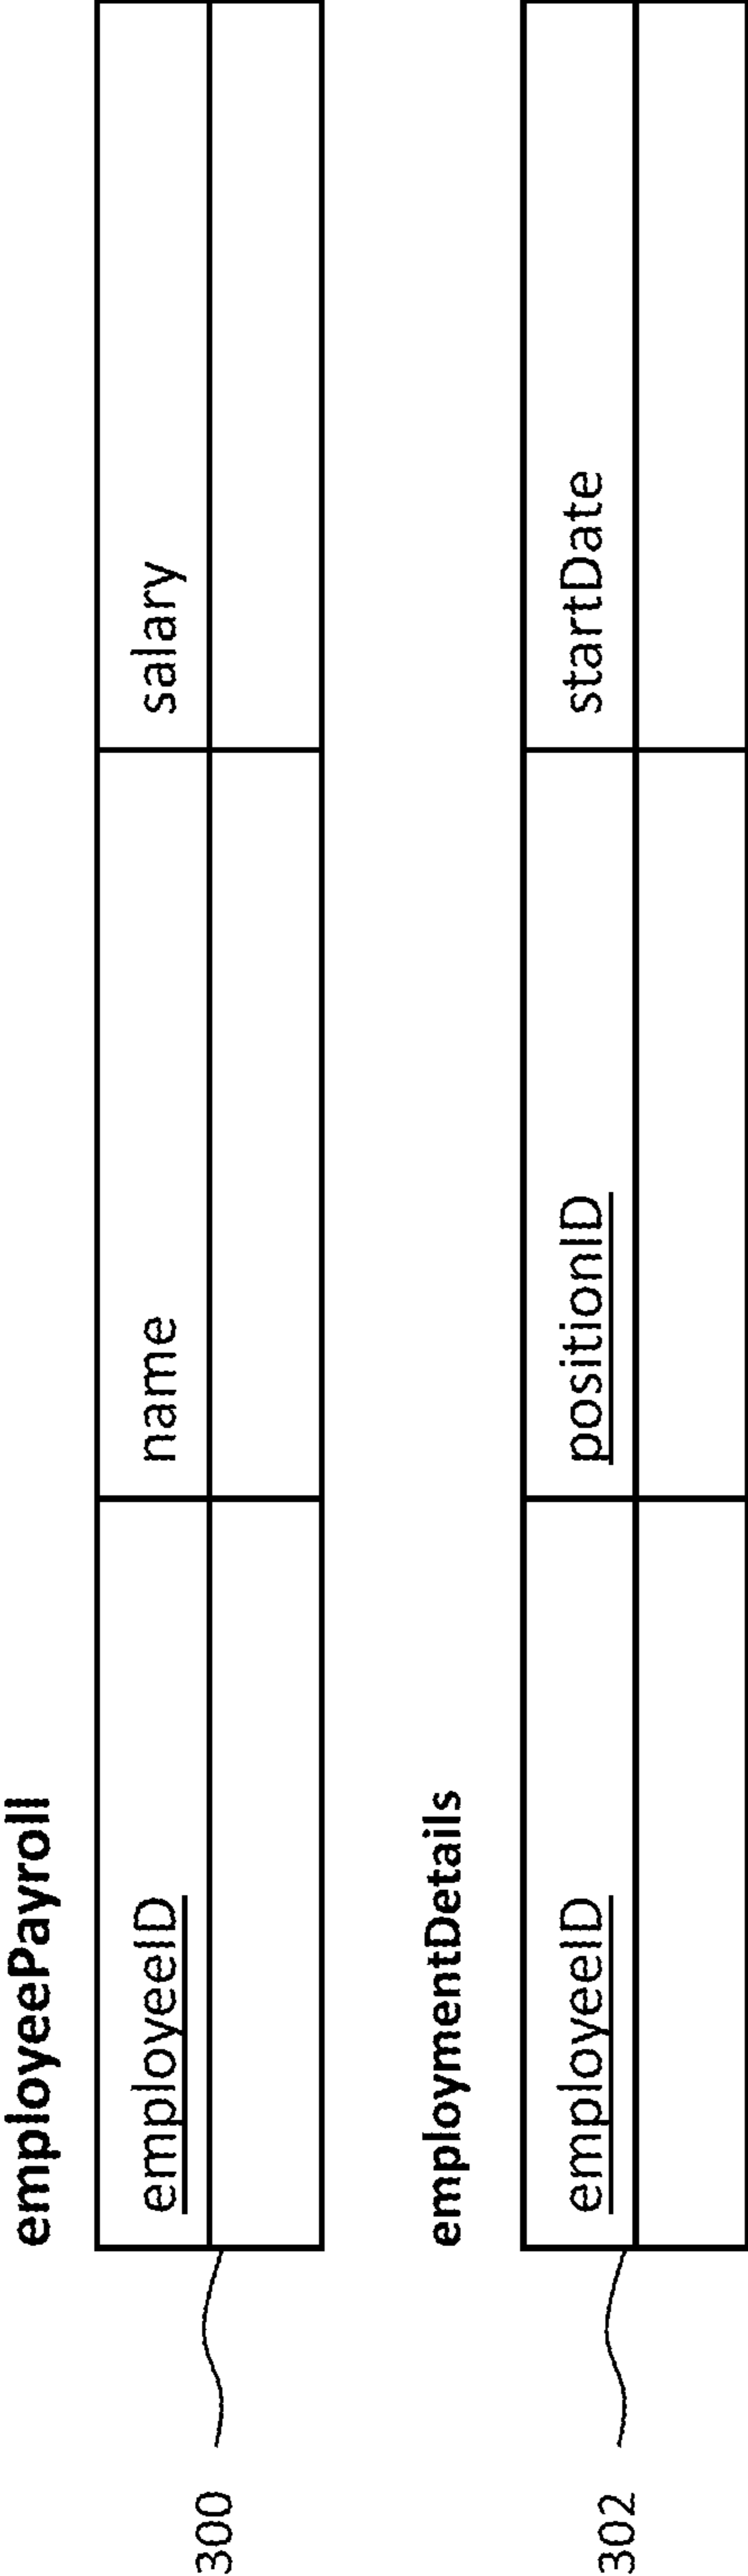 employeePayroll
employeeID name salary
300
employmentDetails
employeeID positionID startDate
302